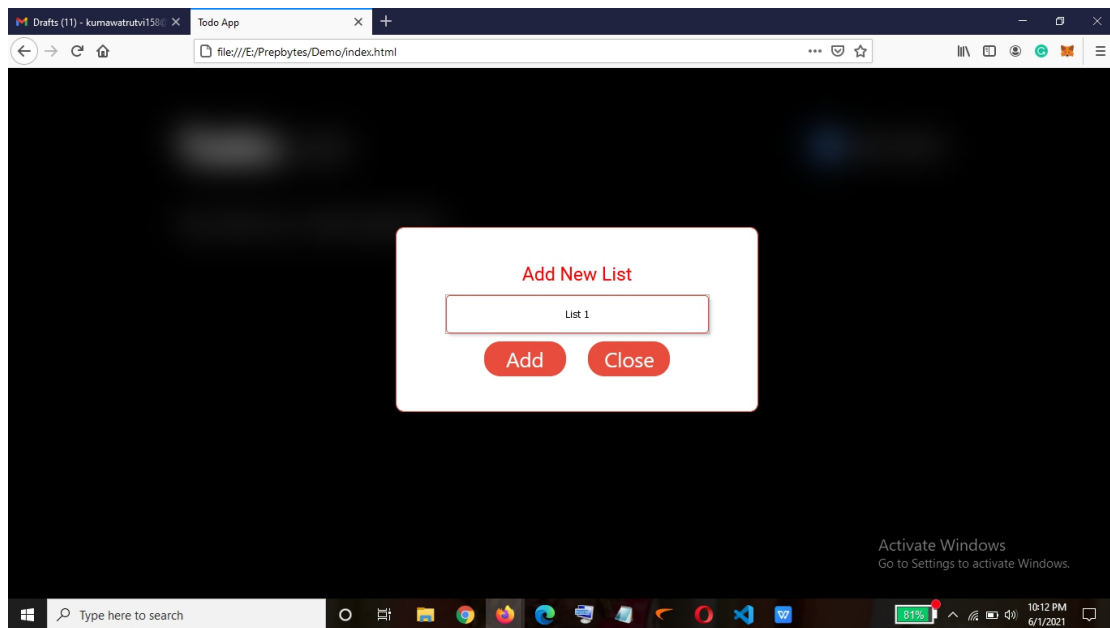 Drafts (11) - kumawatrutvi158@
Todo App
file:///E:/Prepbytes/Demo/index.html
Add New List
List 1
Add Close
Activate Windows
Go to Settings to activate Windows.
Type here to search
81%
10:12 PM
6/1/2021